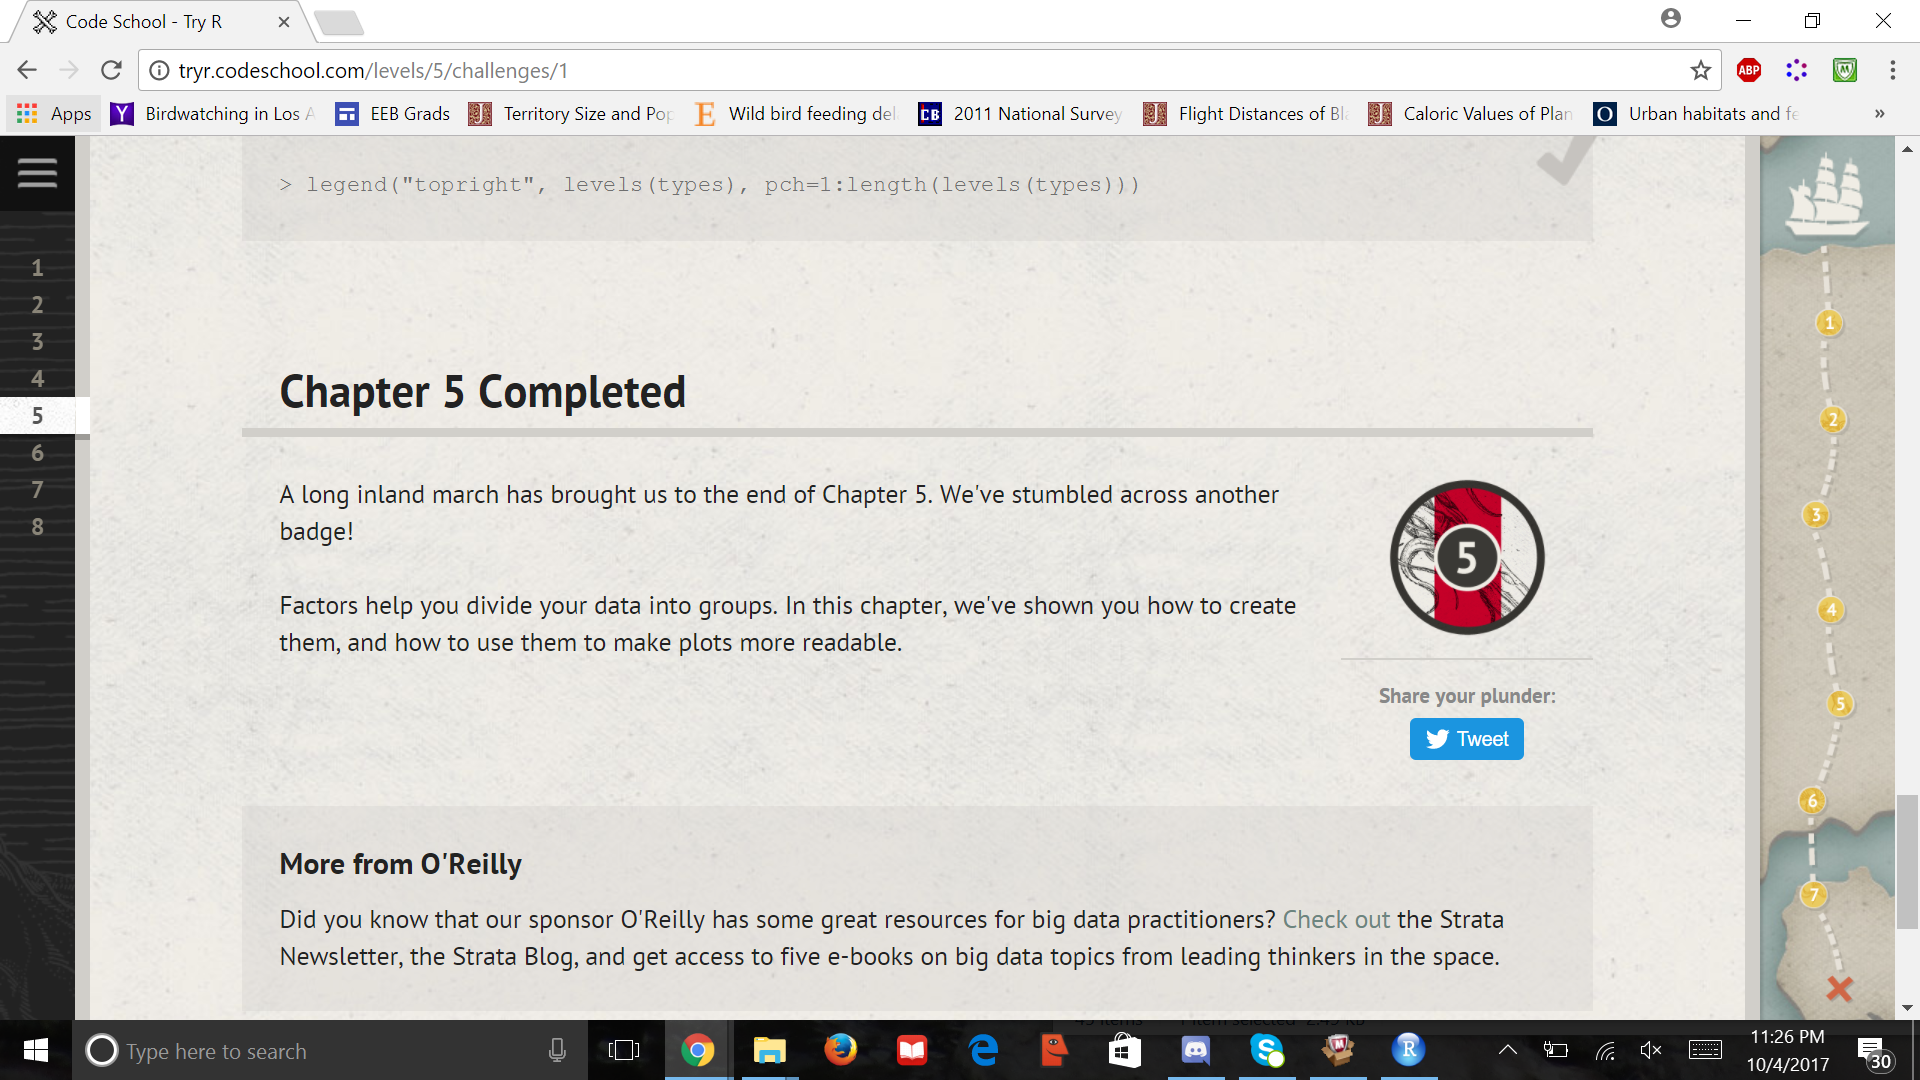 Code School - Try R
tryr.codeschool.com/levels/5/challenges/1
ABP
Apps
Birdwatching in Los A
EEB Grads
Territory Size and Pop
Wild bird feeding del
2011 National Survey
Flight Distances of Bla
Caloric Values of Plan
Urban habitats and fe
»
> legend("topright", levels(types), pch=1:length(levels(types)))
1
2
3
4
5
6
7
8
Chapter 5 Completed
A long inland march has brought us to the end of Chapter 5. We've stumbled across another
badge!
Factors help you divide your data into groups. In this chapter, we've shown you how to create
them, and how to use them to make plots more readable.
5
Share your plunder:
Tweet
More from O'Reilly
Did you know that our sponsor O'Reilly has some great resources for big data practitioners? Check out the Strata
Newsletter, the Strata Blog, and get access to five e-books on big data topics from leading thinkers in the space.
1
2
3
4
5
6
7
Type here to search
11:26 PM
10/4/2017
30